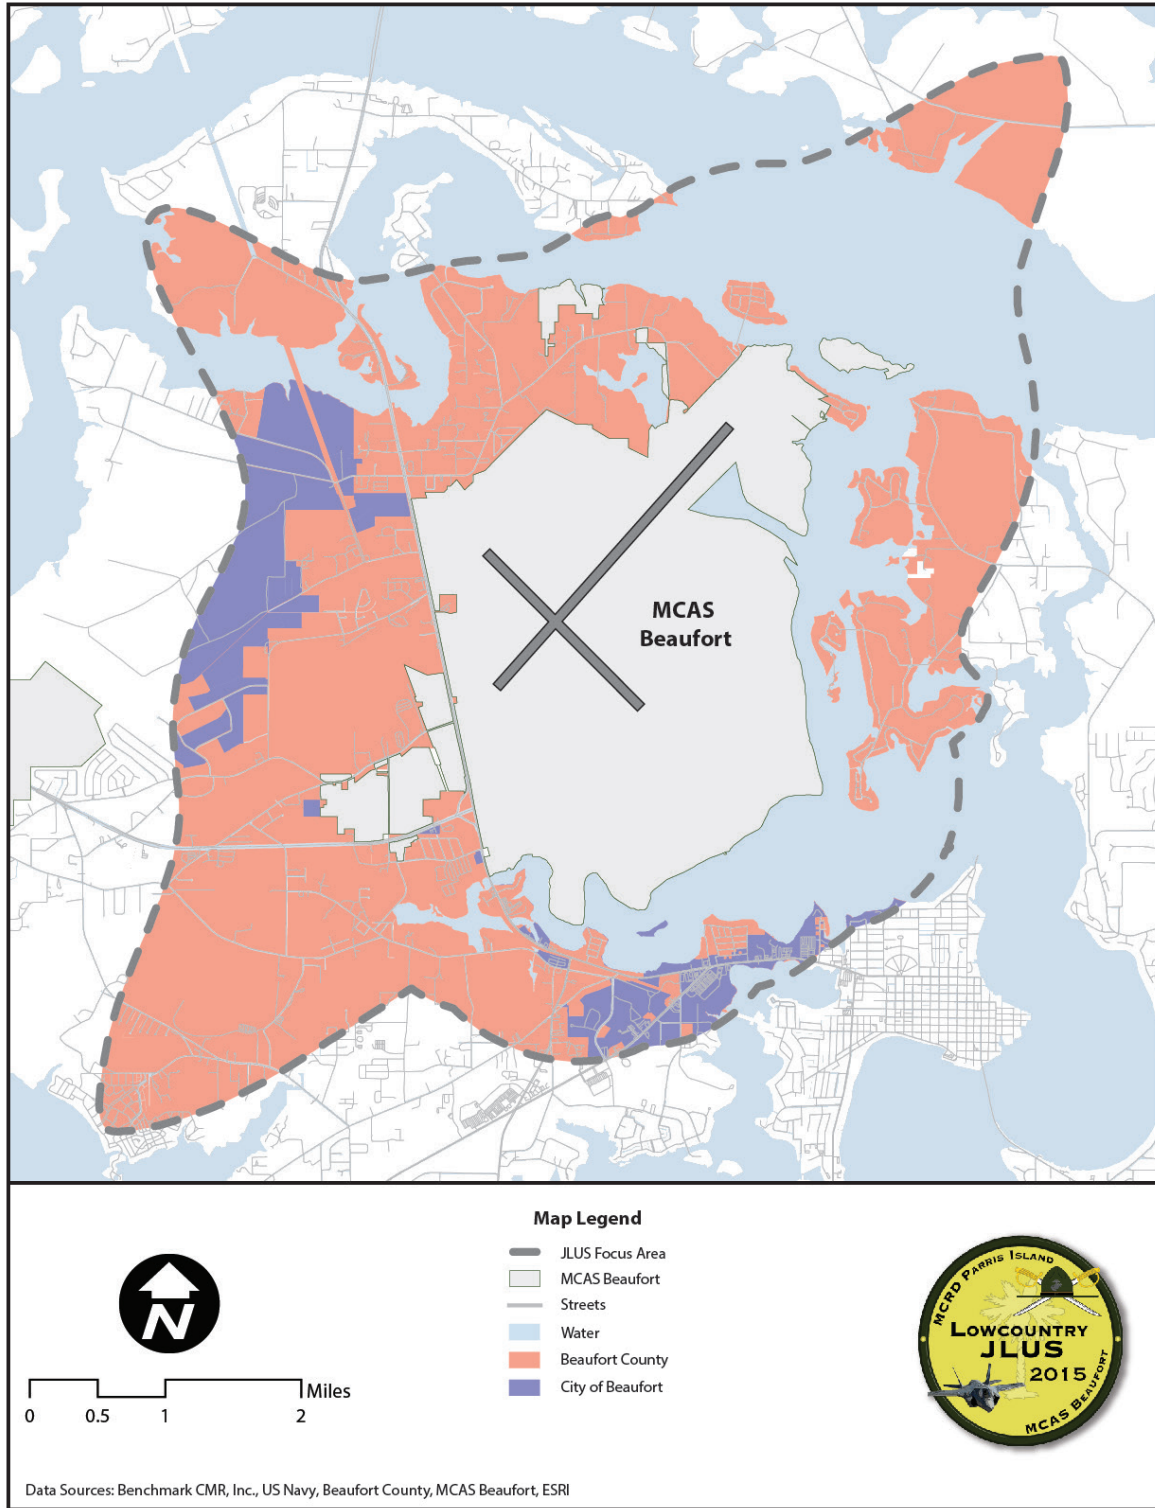 MCAS
Beaufort
Map Legend
JLUS Focus Area
MCAS Beaufort
Streets
Water
Beaufort County
City of Beaufort
N
Miles
0 0.5 1 2
MCRD PARRIS ISLAND
LOWCOUNTRY
JLUS
2015
MCAS BEAUFORT
Data Sources: Benchmark CMR, Inc., US Navy, Beaufort County, MCAS Beaufort, ESRI